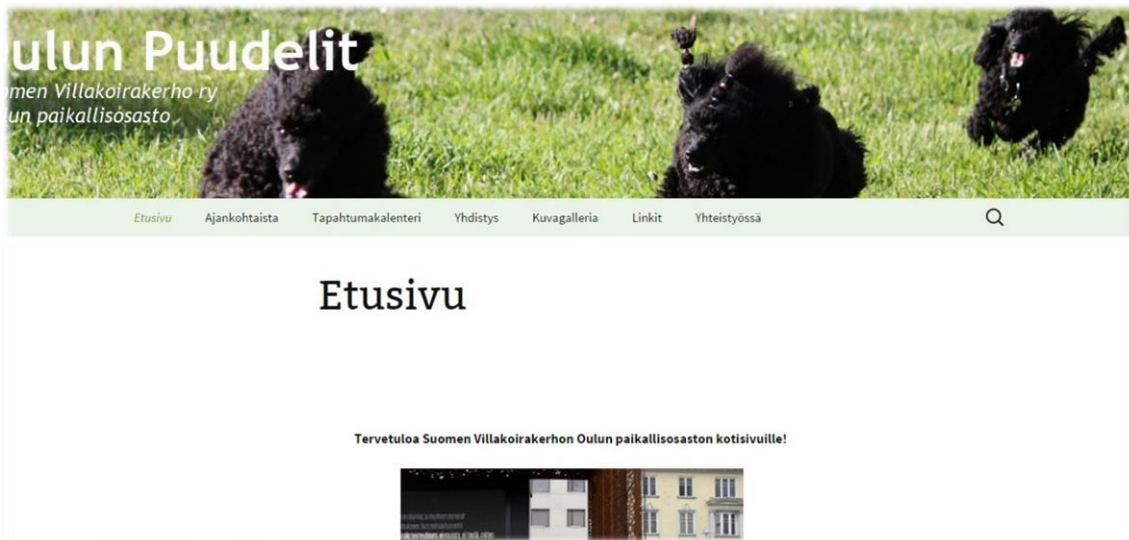 ulun Puudelit
omen Villakoirakerho ry
un paikallisosasto
Etusivu Ajankohtaista Tapahtumakalenteri Yhdistys Kuvagalleria Linkit Yhteistyössä
Etusivu
Tervetuloa Suomen Villakoirakerhon Oulun paikallisosaston kotisivuille!